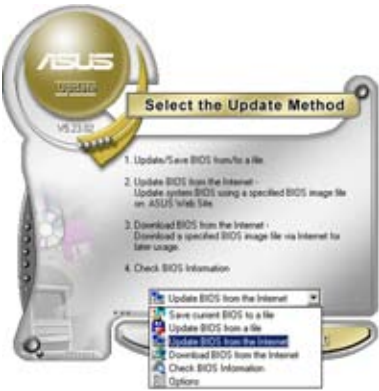 ASUS
Update
V5.23.02
Select the Update Method
1. Update/Save BIOS from/to a file.
2. Update BIOS from the Internet -
Update system BIOS using a specified BIOS image file
on ASUS Web Site.
3. Download BIOS from the Internet -
Download a specified BIOS image file via Internet for
later usage.
4. Check BIOS Information
Update BIOS from the Internet
Save current BIOS to a file
Update BIOS from a file
Update BIOS from the Internet
Download BIOS from the Internet
Check BIOS Information
Options